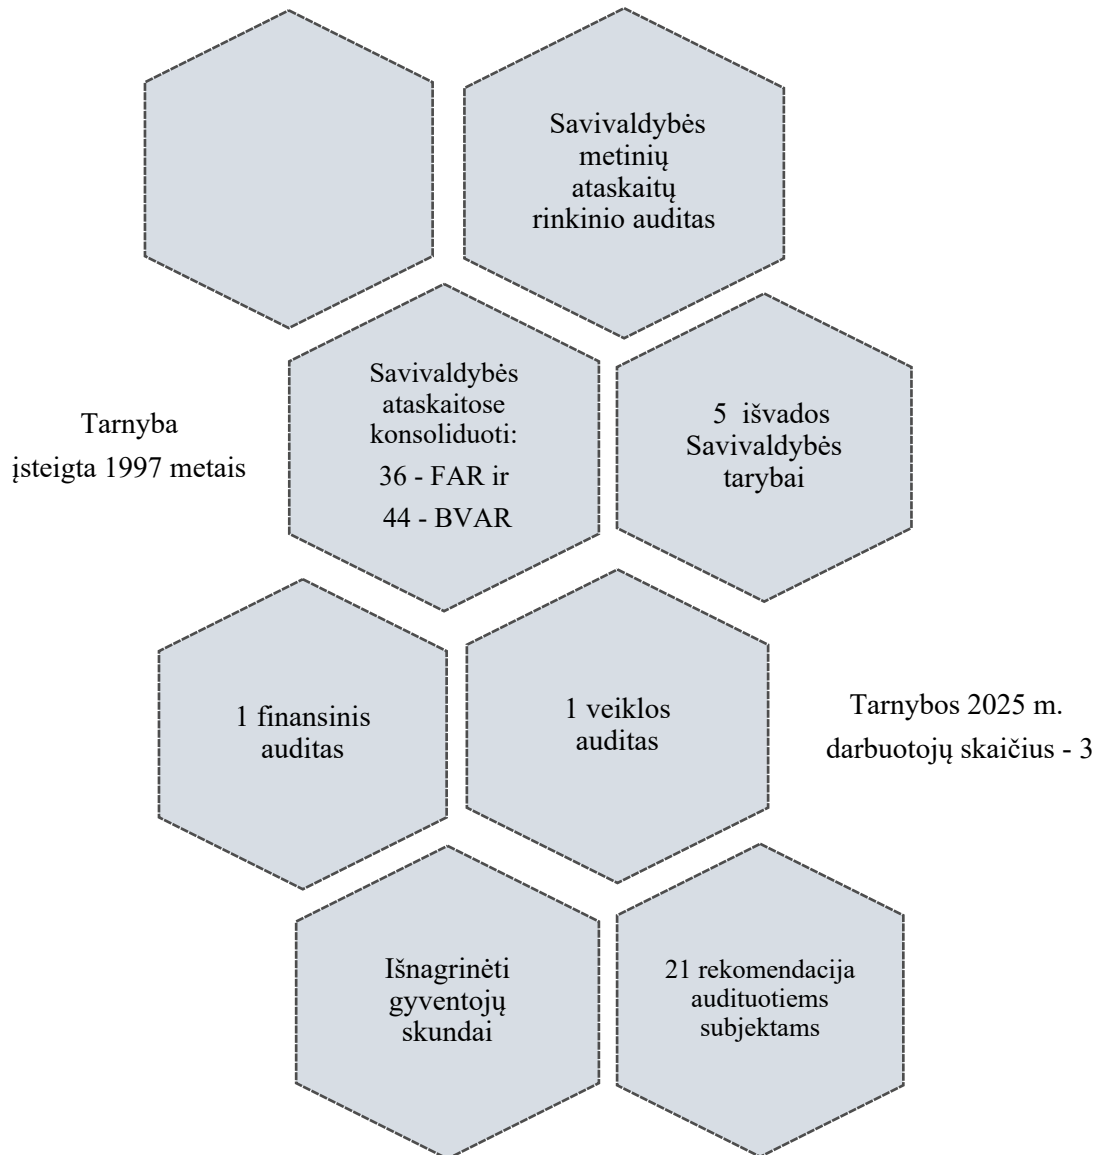 Savivaldybės
metinių
ataskaitų
rinkinio auditas
Savivaldybės
ataskaitose
konsoliduoti:
36 - FAR ir
44 - BVAR
5 išvados
Savivaldybės
tarybai
Tarnyba
įsteigta 1997 metais
1 finansinis
auditas
1 veiklos
auditas
Tarnybos 2025 m.
darbuotojų skaičius - 3
Išnagrinėti
gyventojų
skundai
21 rekomendacija
audituotiems
subjektams